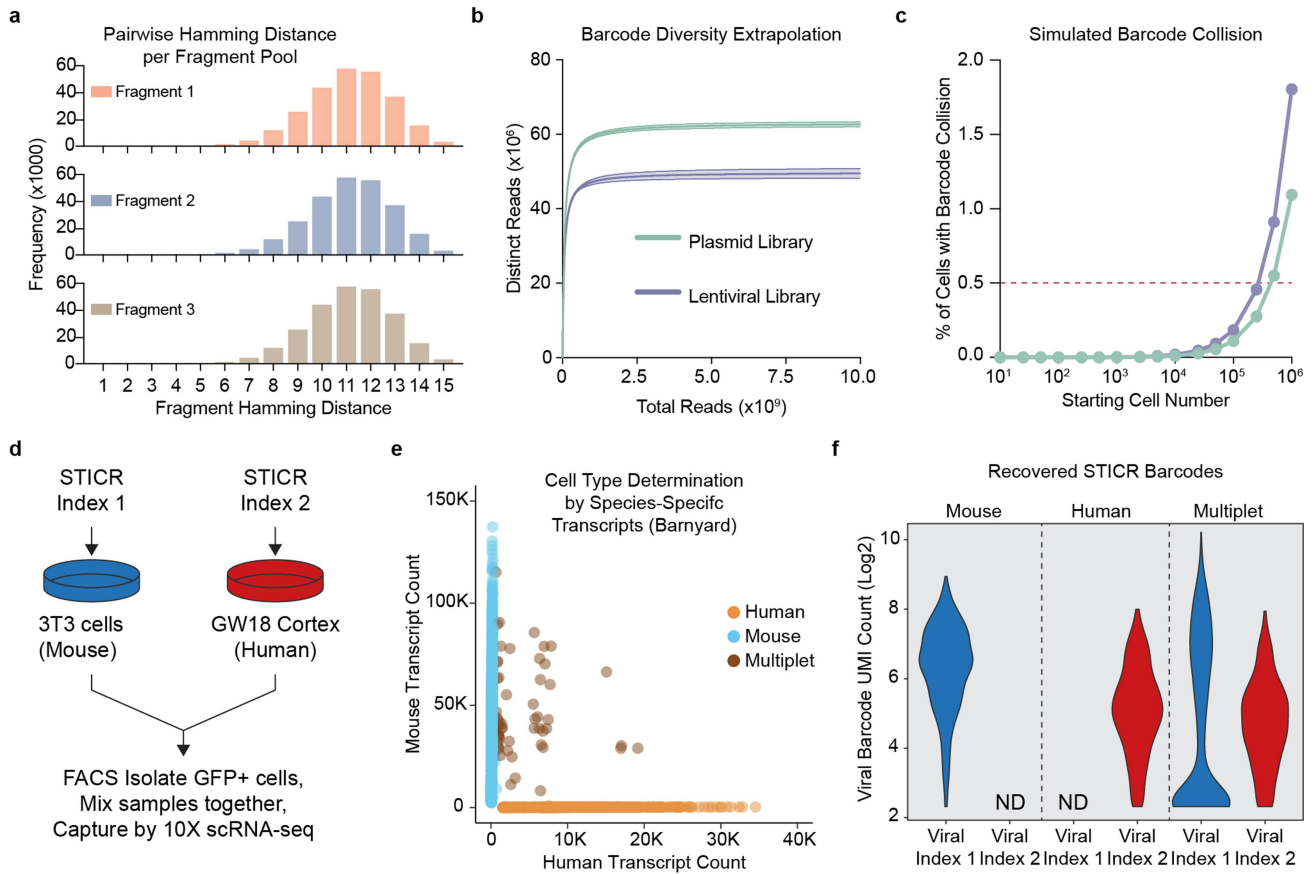 a
Pairwise Hamming Distance
per Fragment Pool
60
40
20
0
Fragment 1
60
40
20
0
Fragment 2
60
40
20
0
Fragment 3
Frequency (x1000)
1 2 3 4 5 6 7 8 9 10 11 12 13 14 15
Fragment Hamming Distance
b
Barcode Diversity Extrapolation
80
60
40
20
0
Distinct Reads (x10⁶)
Plasmid Library
Lentiviral Library
0 2.5 5.0 7.5 10.0
Total Reads (x10⁹)
c
Simulated Barcode Collision
2.0
1.5
1.0
0.5
0.0
% of Cells with Barcode Collision
10¹ 10² 10³ 10⁴ 10⁵ 10⁶
Starting Cell Number
d
STICR STICR
Index 1 Index 2
3T3 cells GW18 Cortex
(Mouse) (Human)
FACS Isolate GFP+ cells,
Mix samples together,
Capture by 10X scRNA-seq
e
Cell Type Determination
by Species-Specifc
Transcripts (Barnyard)
150K
100K
50K
0
Mouse Transcript Count
Human
Mouse
Multiplet
0 10K 20K 30K 40K
Human Transcript Count
f
Recovered STICR Barcodes
Mouse Human Multiplet
10
8
6
4
2
Viral Barcode UMI Count (Log2)
ND ND
Viral Viral Viral Viral Viral Viral
Index 1 Index 2 Index 1 Index 2 Index 1 Index 2